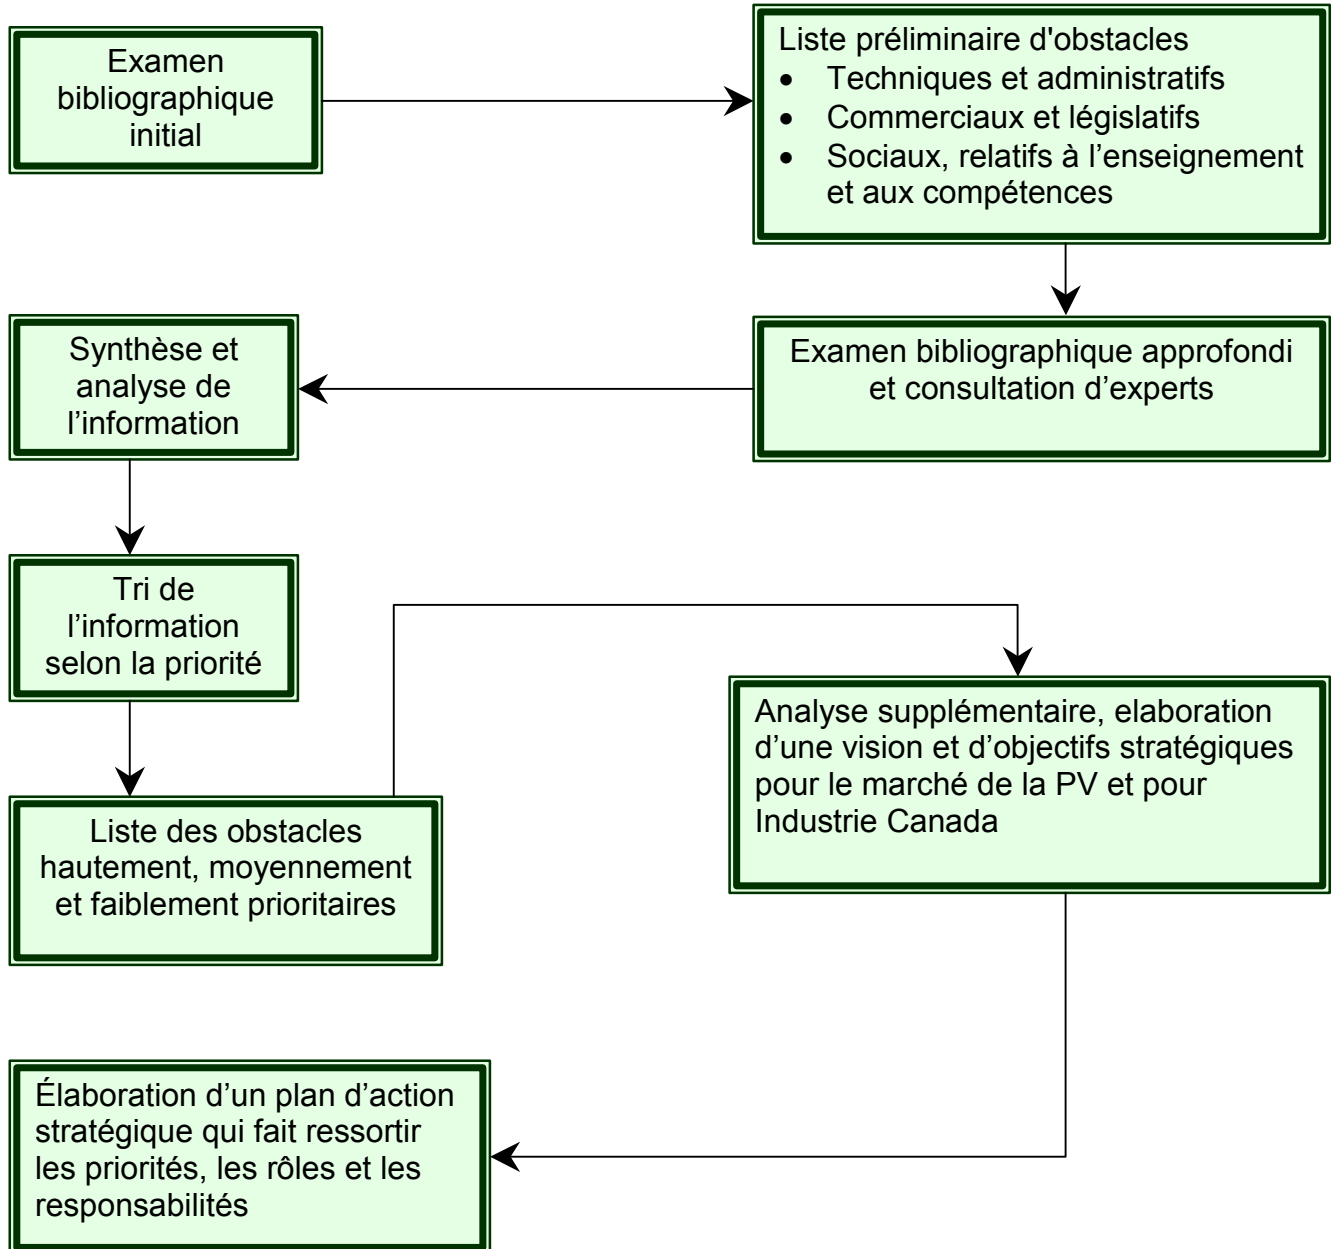 Examen
bibliographique
initial
Liste préliminaire d'obstacles
• Techniques et administratifs
• Commerciaux et législatifs
• Sociaux, relatifs à l’enseignement
et aux compétences
Examen bibliographique approfondi
et consultation d’experts
Synthèse et
analyse de
l’information
Tri de
l’information
selon la priorité
Liste des obstacles
hautement, moyennement
et faiblement prioritaires
Analyse supplémentaire, elaboration
d’une vision et d’objectifs stratégiques
pour le marché de la PV et pour
Industrie Canada
Élaboration d’un plan d’action
stratégique qui fait ressortir
les priorités, les rôles et les
responsabilités